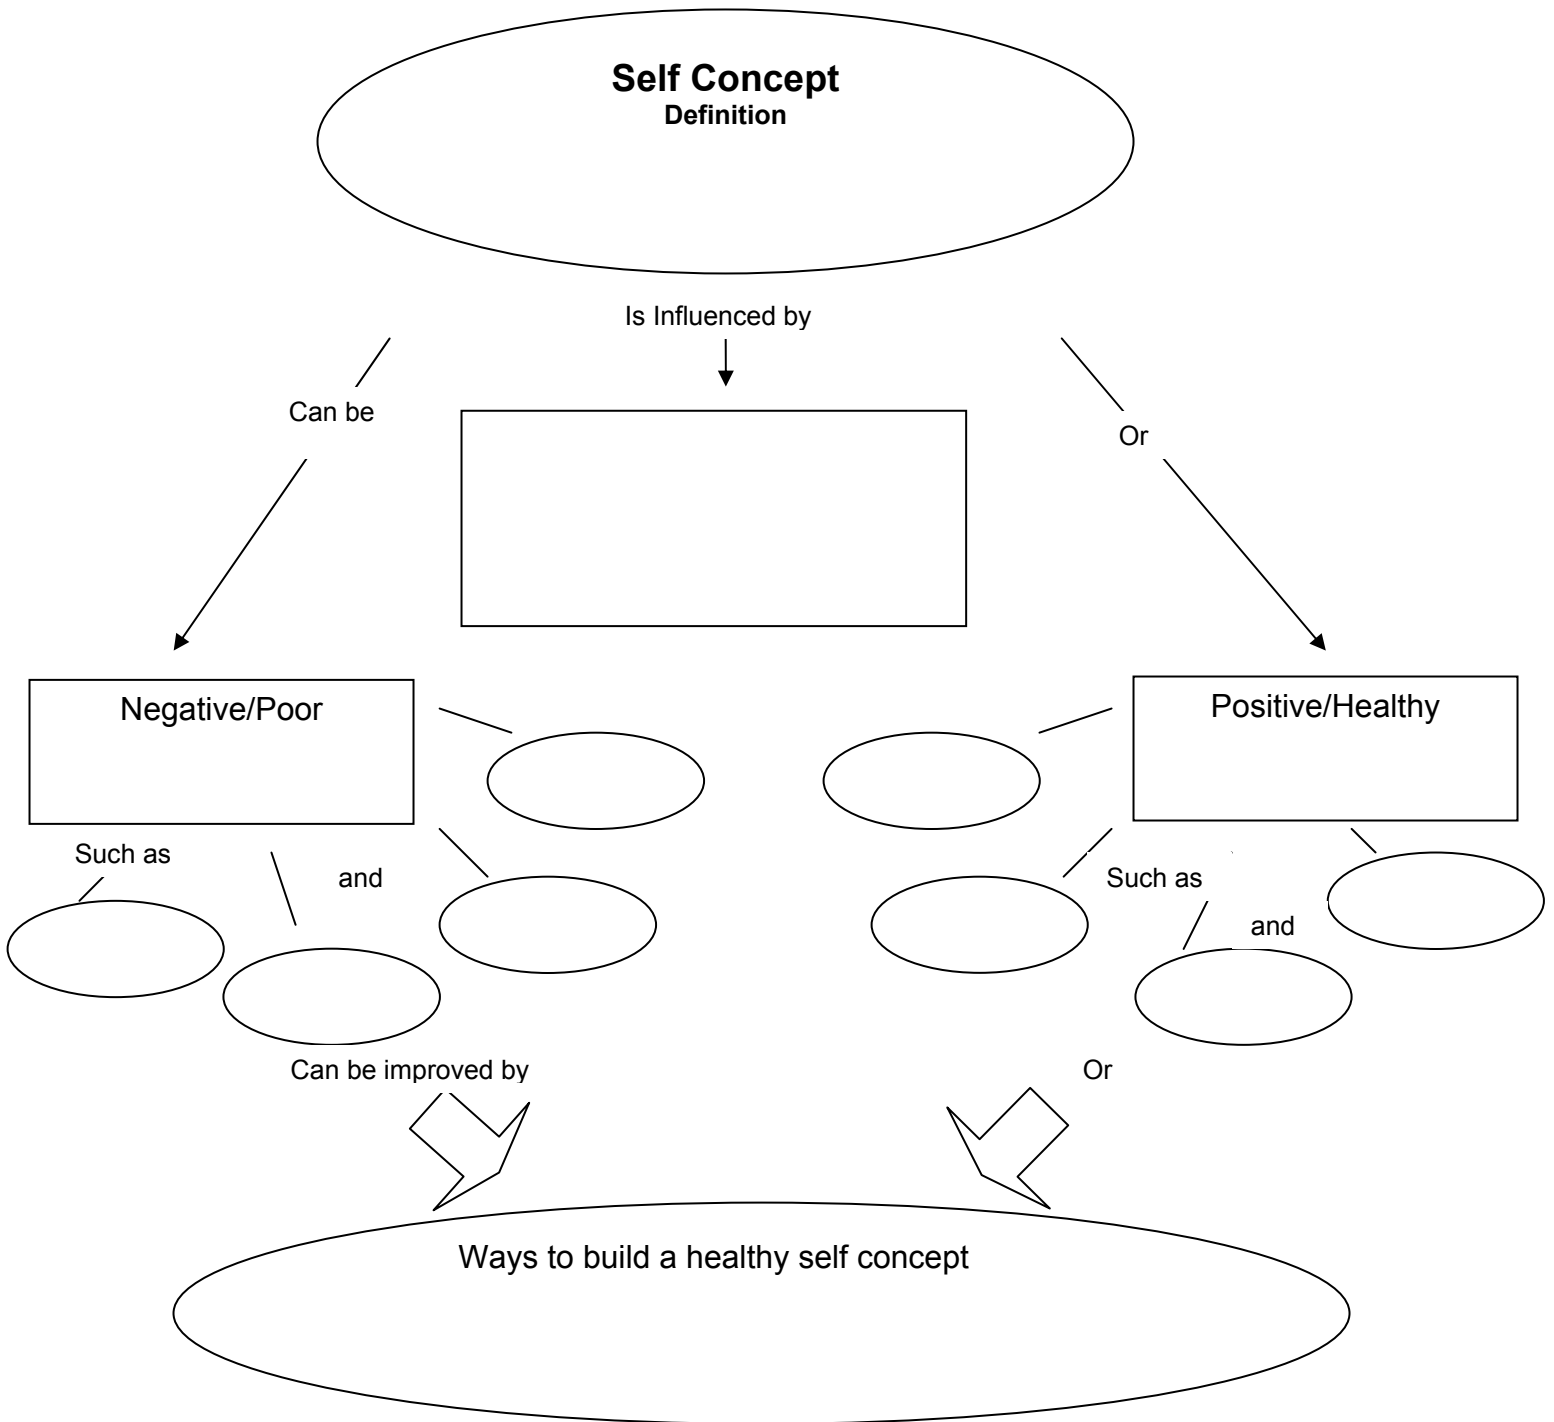 Self Concept
Definition
Is Influenced by
Can be
Or
Negative/Poor
Positive/Healthy
Such as
and
Such as
and
Can be improved by
Or
Ways to build a healthy self concept